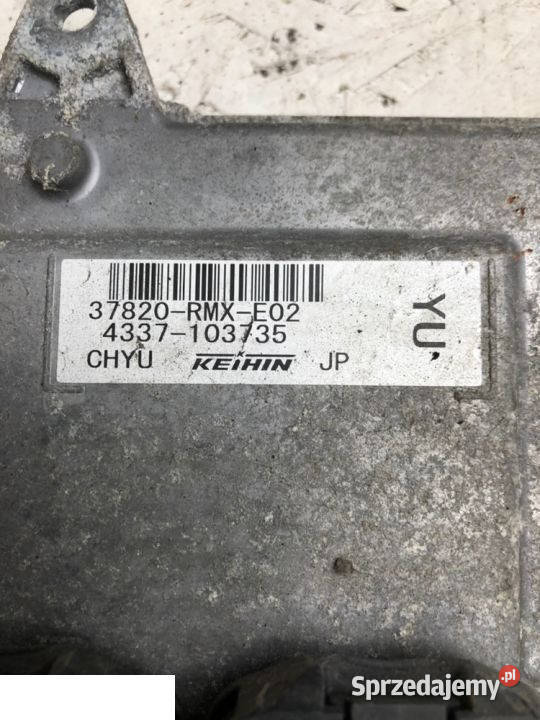 37820-RMX-E02
4337-103735
CHYU KEIHIN JP
YU
Sprzedajemy.pl